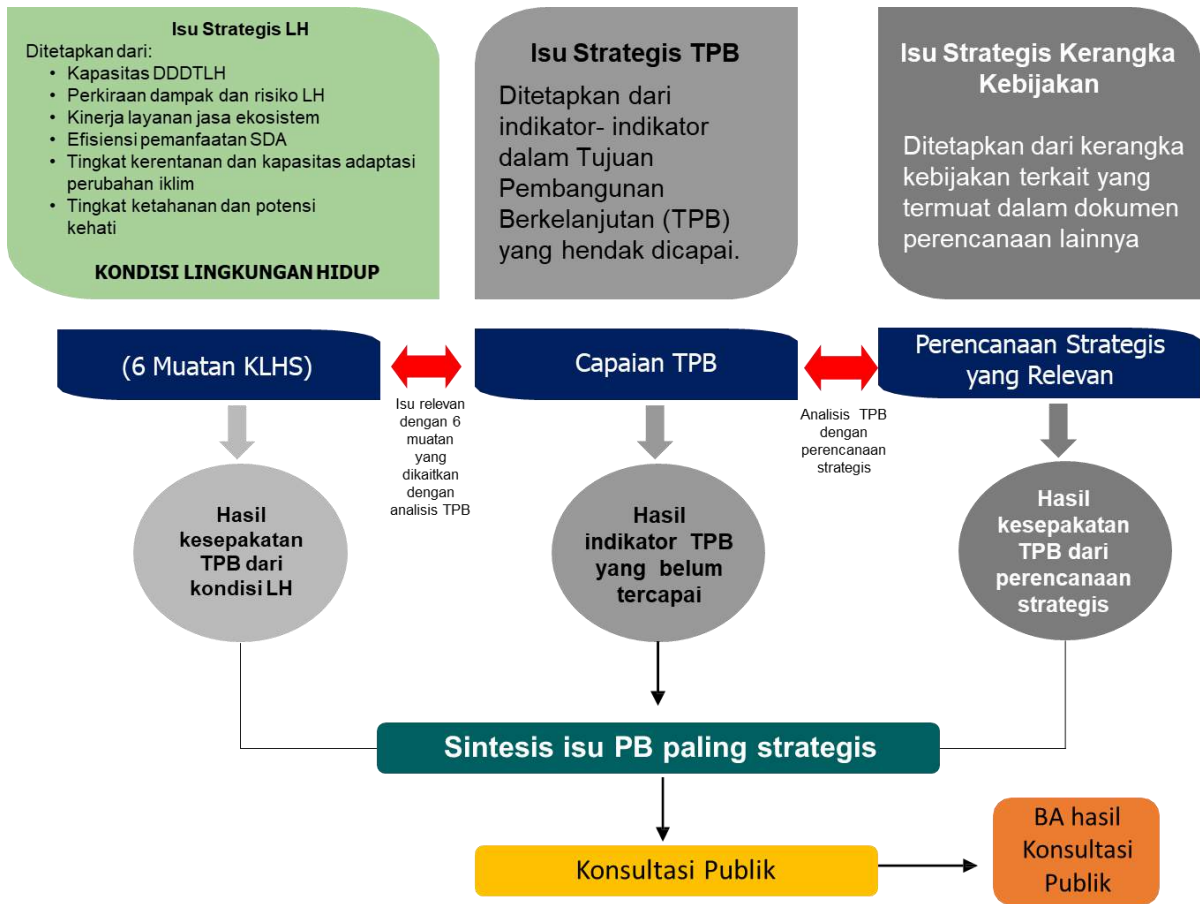 Isu Strategis LH
Ditetapkan dari:
• Kapasitas DDDTLH
• Perkiraan dampak dan risiko LH
• Kinerja layanan jasa ekosistem
• Efisiensi pemanfaatan SDA
• Tingkat kerentanan dan kapasitas adaptasi
perubahan iklim
• Tingkat ketahanan dan potensi
kehati
KONDISI LINGKUNGAN HIDUP
Isu Strategis TPB
Ditetapkan dari
indikator- indikator
dalam Tujuan
Pembangunan
Berkelanjutan (TPB)
yang hendak dicapai.
Isu Strategis Kerangka
Kebijakan
Ditetapkan dari kerangka
kebijakan terkait yang
termuat dalam dokumen
perencanaan lainnya
(6 Muatan KLHS)
Isu relevan
dengan 6
muatan
yang
dikaitkan
dengan
analisis TPB
Capaian TPB
Analisis TPB
dengan
perencanaan
strategis
Perencanaan Strategis
yang Relevan
Hasil
kesepakatan
TPB dari
kondisi LH
Hasil
indikator TPB
yang belum
tercapai
Hasil
kesepakatan
TPB dari
perencanaan
strategis
Sintesis isu PB paling strategis
Konsultasi Publik
BA hasil
Konsultasi
Publik